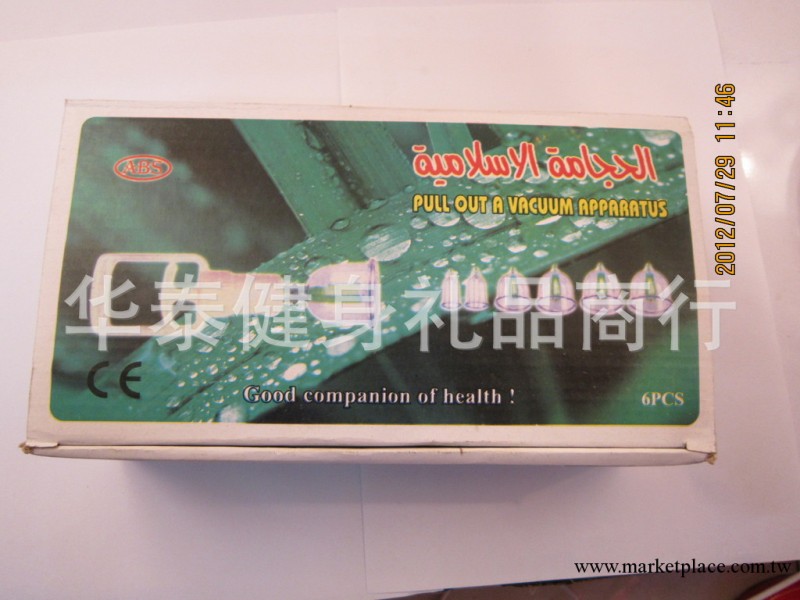 ABS
الحجامة الاسلامية
PULL OUT A VACUUM APPARATUS
华泰健身礼品商行
CE
Good companion of health !
6PCS
2012/07/29 11:46
www.marketplace.com.tw